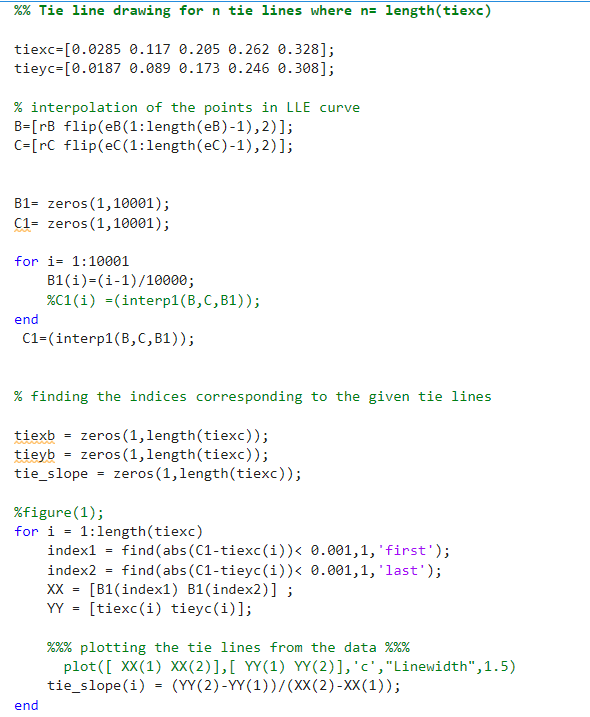 %% Tie line drawing for n tie lines where n= length(tiexc)
tiexc=[0.0285 0.117 0.205 0.262 0.328];
tieyc=[0.0187 0.089 0.173 0.246 0.308];
% interpolation of the points in LLE curve
B=[rB flip(eB(1:length(eB)-1),2)];
C=[rC flip(eC(1:length(eC)-1),2)];
B1= zeros(1,10001);
C1= zeros(1,10001);
for i= 1:10001
    B1(i)=(i-1)/10000;
    %C1(i) =(interp1(B,C,B1));
end
 C1=(interp1(B,C,B1));
% finding the indices corresponding to the given tie lines
tiexb = zeros(1,length(tiexc));
tieyb = zeros(1,length(tiexc));
tie_slope = zeros(1,length(tiexc));
%figure(1);
for i = 1:length(tiexc)
    index1 = find(abs(C1-tiexc(i))< 0.001,1,'first');
    index2 = find(abs(C1-tieyc(i))< 0.001,1,'last');
    XX = [B1(index1) B1(index2)] ;
    YY = [tiexc(i) tieyc(i)];
    %%% plotting the tie lines from the data %%%
      plot([ XX(1) XX(2)],[ YY(1) YY(2)],'c',"Linewidth",1.5)
    tie_slope(i) = (YY(2)-YY(1))/(XX(2)-XX(1));
end